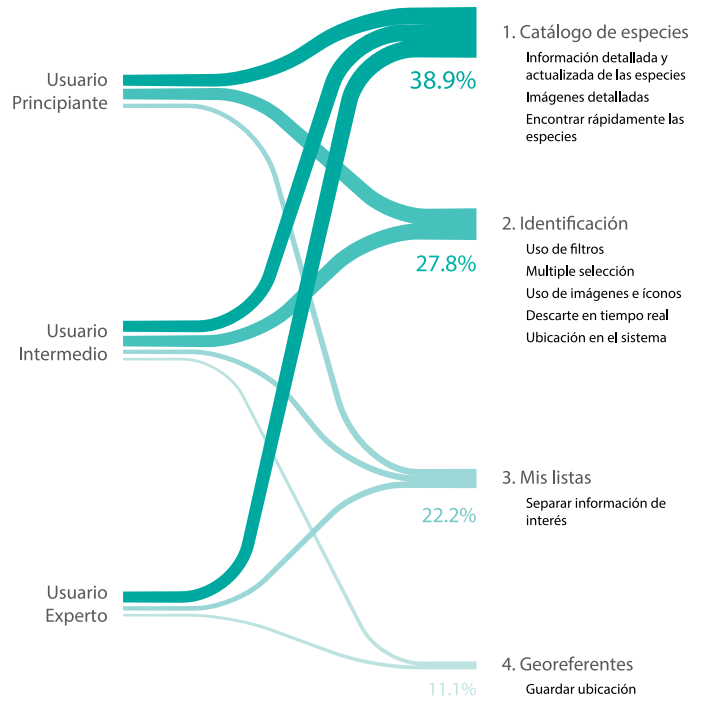 Usuario
Principiante
Usuario
Intermedio
Usuario
Experto
1. Catálogo de especies
Información detallada y
actualizada de las especies
Imágenes detalladas
Encontrar rápidamente las
especies
38.9%
2. Identificación
Uso de filtros
Multiple selección
Uso de imágenes e íconos
Descarte en tiempo real
Ubicación en el sistema
27.8%
3. Mis listas
Separar información de
interés
22.2%
4. Georeferentes
Guardar ubicación
11.1%